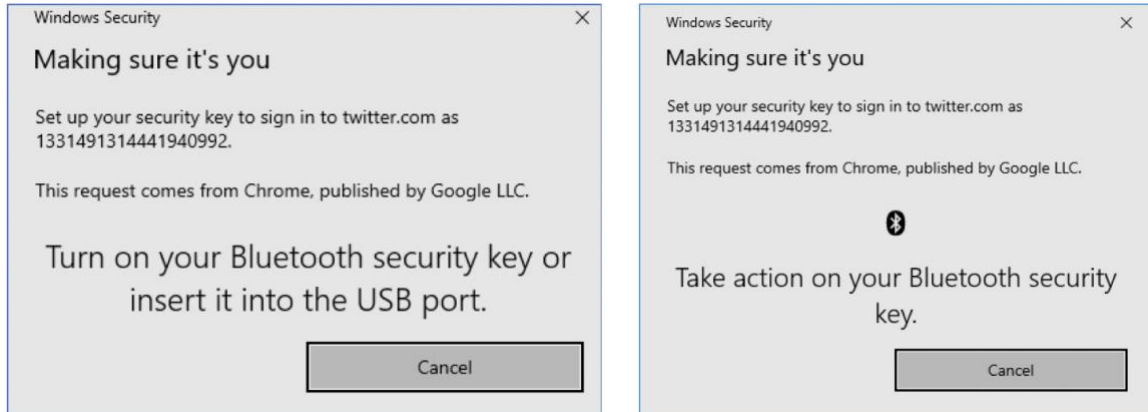 Windows Security
Making sure it's you
Set up your security key to sign in to twitter.com as
1331491314441940992.
This request comes from Chrome, published by Google LLC.
Turn on your Bluetooth security key or
insert it into the USB port.
Cancel
Windows Security
Making sure it's you
Set up your security key to sign in to twitter.com as
1331491314441940992.
This request comes from Chrome, published by Google LLC.
Take action on your Bluetooth security
key.
Cancel